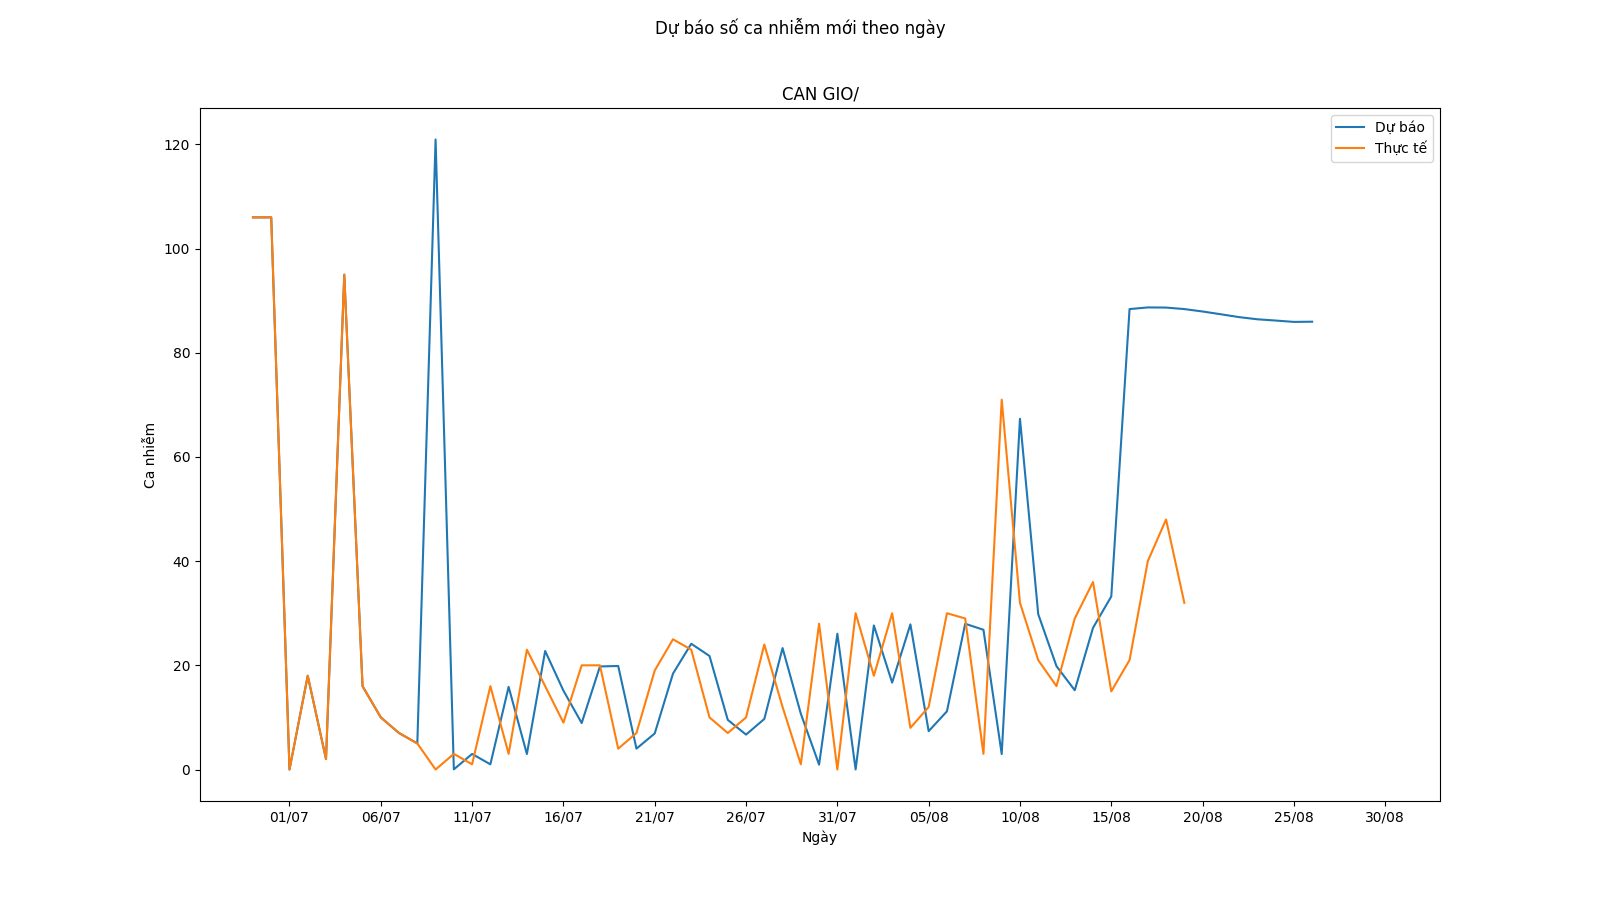 Dự báo số ca nhiễm mới theo ngày
CAN GIO/
Dự báo
Thực tế
120
100
80
60
40
20
0
Ca nhiễm
01/07 06/07 11/07 16/07 21/07 26/07 31/07 05/08 10/08 15/08 20/08 25/08 30/08
Ngày